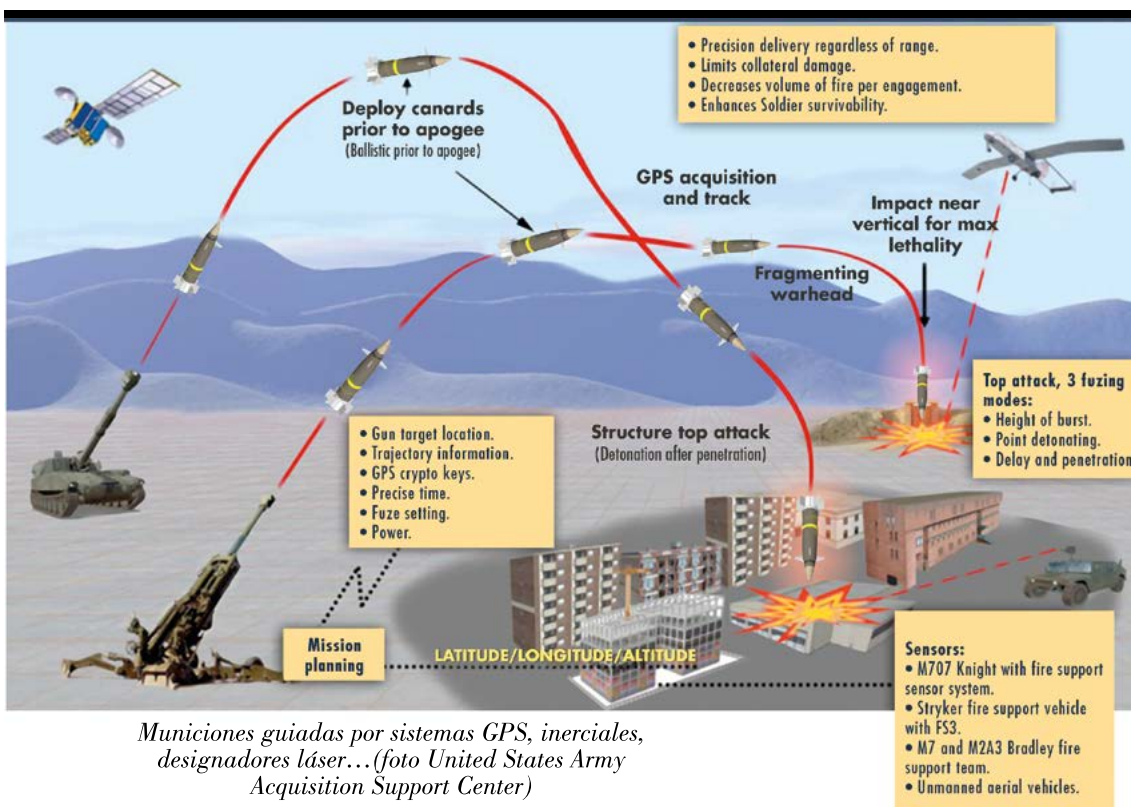 • Precision delivery regardless of range.
• Limits collateral damage.
• Decreases volume of fire per engagement.
• Enhances Soldier survivability.
Deploy canards
prior to apogee
(Ballistic prior to apogee)
GPS acquisition
and track
Impact near
vertical for max
lethality
Fragmenting
warhead
Top attack, 3 fuzing
modes:
• Height of burst.
• Point detonating.
• Delay and penetration
Structure top attack
(Detonation after penetration)
• Gun target location.
• Trajectory information.
• GPS crypto keys.
• Precise time.
• Fuze setting.
• Power.
Mission
planning
LATITUDE/LONGITUDE/ALTITUDE
Sensors:
• M707 Knight with fire support
sensor system.
• Stryker fire support vehicle
with FS3.
• M7 and M2A3 Bradley fire
support team.
• Unmanned aerial vehicles.
Municiones guiadas por sistemas GPS, inerciales,
designadores láser…(foto United States Army
Acquisition Support Center)